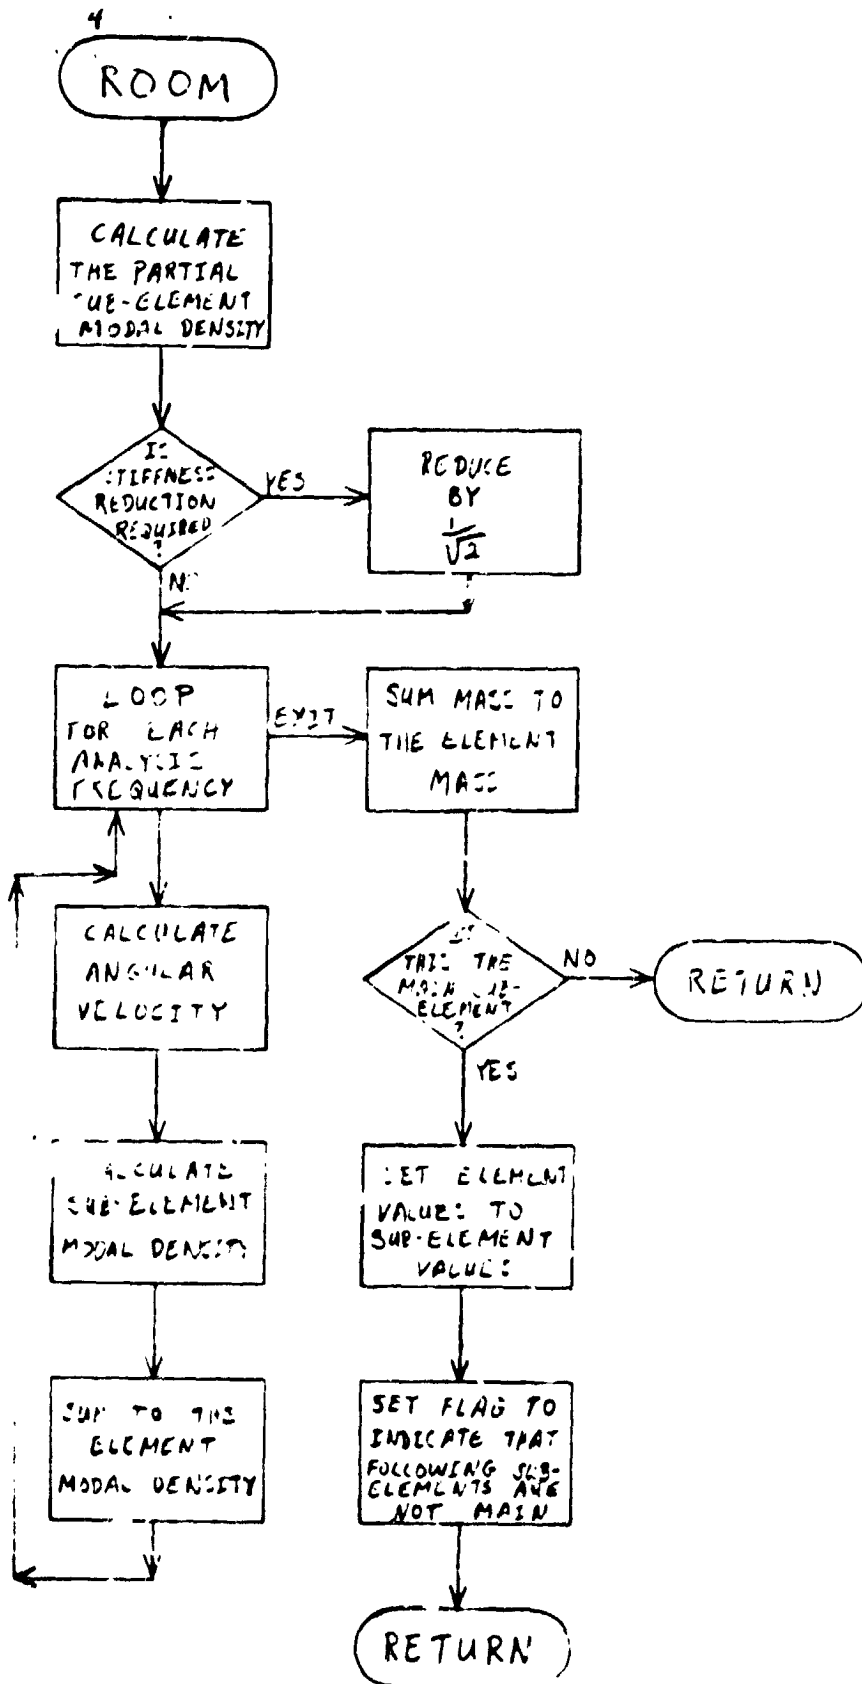 4
ROOM
CALCULATE
THE PARTIAL
SUB-ELEMENT
MODAL DENSITY
IS
STIFFNESS
REDUCTION
REQUIRED
?
YES
REDUCE
BY
1/√2
NO
LOOP
FOR EACH
ANALYSIS
FREQUENCY
EXIT
SUM MASS TO
THE ELEMENT
MASS
CALCULATE
ANGULAR
VELOCITY
IS
THIS THE
MAIN SUB-
ELEMENT
?
NO
RETURN
YES
CALCULATE
SUB-ELEMENT
MODAL DENSITY
SET ELEMENT
VALUES TO
SUB-ELEMENT
VALUES
SUM TO THE
ELEMENT
MODAL DENSITY
SET FLAG TO
INDICATE THAT
FOLLOWING SUB-
ELEMENTS ARE
NOT MAIN
RETURN